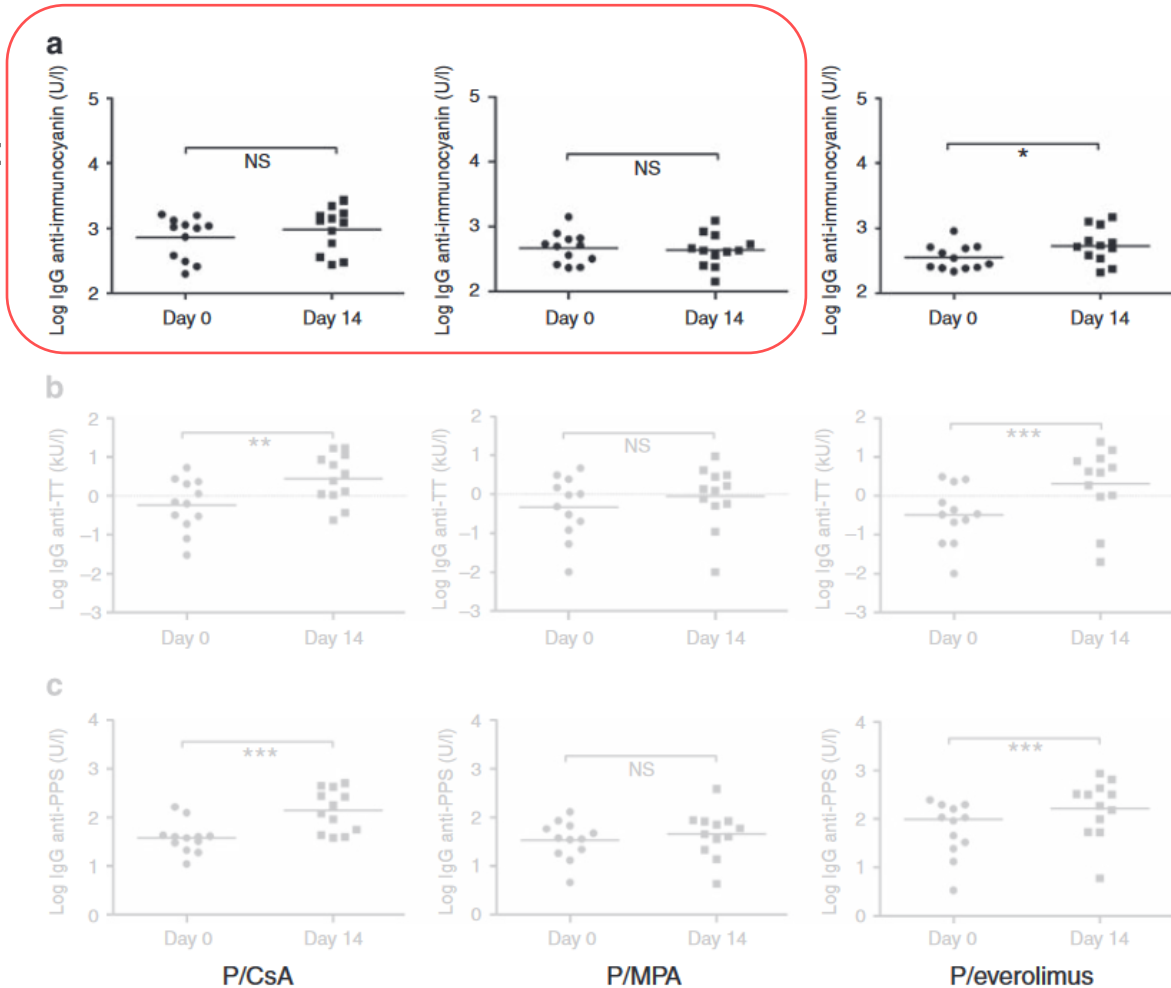 a
Log IgG anti-immunocyanin (U/l)
5
4
3
2
NS
Day 0 Day 14
Log IgG anti-immunocyanin (U/l)
5
4
3
2
NS
Day 0 Day 14
Log IgG anti-immunocyanin (U/l)
5
4
3
2
*
Day 0 Day 14
b
Log IgG anti-TT (kU/l)
2
1
0
–1
–2
–3
**
Day 0 Day 14
Log IgG anti-TT (kU/l)
2
1
0
–1
–2
–3
NS
Day 0 Day 14
Log IgG anti-TT (kU/l)
2
1
0
–1
–2
–3
***
Day 0 Day 14
c
Log IgG anti-PPS (U/l)
4
3
2
1
0
***
Day 0 Day 14
P/CsA
Log IgG anti-PPS (U/l)
4
3
2
1
0
NS
Day 0 Day 14
P/MPA
Log IgG anti-PPS (U/l)
4
3
2
1
0
***
Day 0 Day 14
P/everolimus